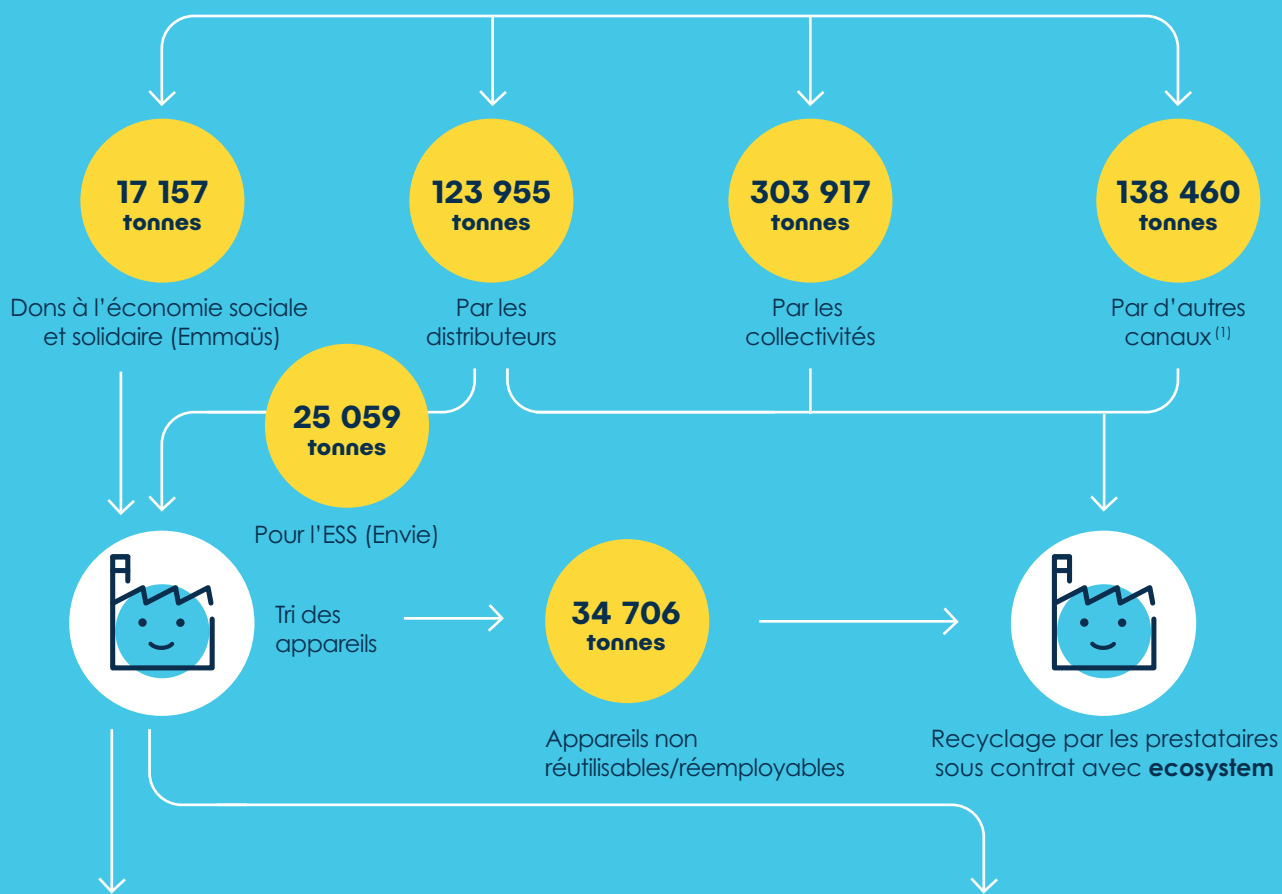 17 157
tonnes
123 955
tonnes
303 917
tonnes
138 460
tonnes
Dons à l’économie sociale
et solidaire (Emmaüs)
Par les
distributeurs
Par les
collectivités
Par d’autres
canaux (1)
25 059
tonnes
Pour l’ESS (Envie)
Tri des
appareils
34 706
tonnes
Appareils non
réutilisables/réemployables
Recyclage par les prestataires
sous contrat avec ecosystem